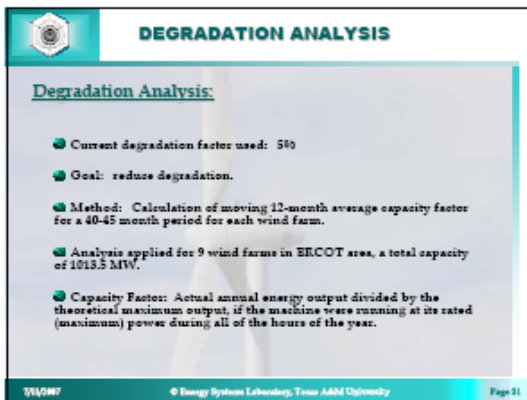 DEGRADATION ANALYSIS
Degradation Analysis:
Current degradation factor used: 5%
Goal: reduce degradation.
Method: Calculation of moving 12-month average capacity factor
for a 40-45 month period for each wind farm.
Analysis applied for 9 wind farms in ERCOT area, a total capacity
of 1013.5 MW.
Capacity Factor: Actual annual energy output divided by the
theoretical maximum output, if the machine were running at its rated
(maximum) power during all of the hours of the year.
© Energy Systems Laboratory, Texas A&M University
Page 21